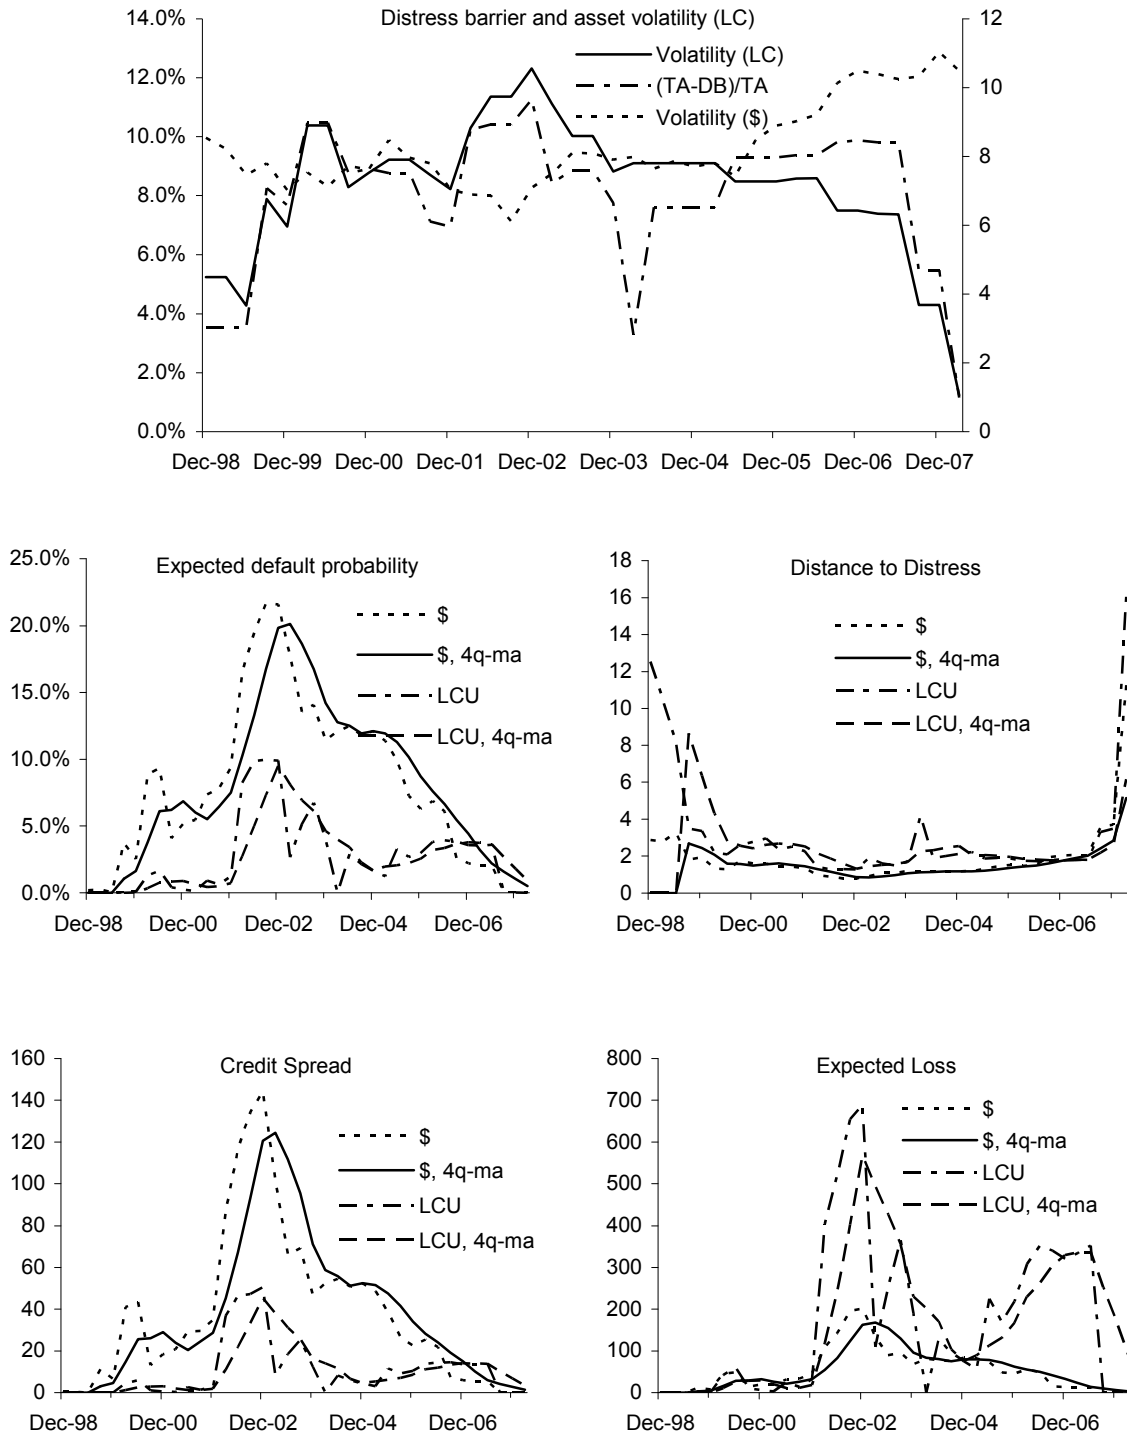 Distress barrier and asset volatility (LC)
14.0%
12.0%
10.0%
8.0%
6.0%
4.0%
2.0%
0.0%
12
10
8
6
4
2
0
Volatility (LC)
(TA-DB)/TA
Volatility ($)
Dec-98 Dec-99 Dec-00 Dec-01 Dec-02 Dec-03 Dec-04 Dec-05 Dec-06 Dec-07
Expected default probability
25.0%
20.0%
15.0%
10.0%
5.0%
0.0%
$
$, 4q-ma
LCU
LCU, 4q-ma
Dec-98 Dec-00 Dec-02 Dec-04 Dec-06
Distance to Distress
18
16
14
12
10
8
6
4
2
0
$
$, 4q-ma
LCU
LCU, 4q-ma
Dec-98 Dec-00 Dec-02 Dec-04 Dec-06
Credit Spread
160
140
120
100
80
60
40
20
0
$
$, 4q-ma
LCU
LCU, 4q-ma
Dec-98 Dec-00 Dec-02 Dec-04 Dec-06
Expected Loss
800
700
600
500
400
300
200
100
0
$
$, 4q-ma
LCU
LCU, 4q-ma
Dec-98 Dec-00 Dec-02 Dec-04 Dec-06